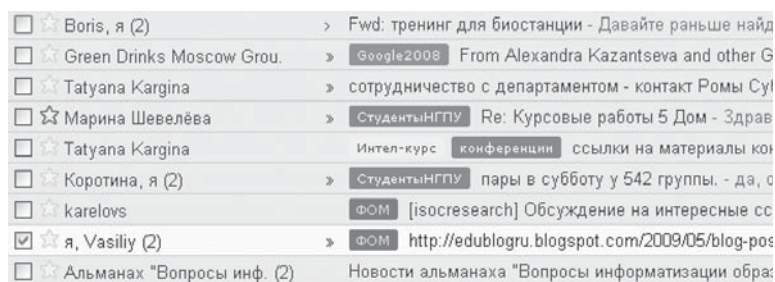 Boris, я (2) › Fwd: тренинг для биостанции - Давайте раньше найд
Green Drinks Moscow Grou. » Google2008 From Alexandra Kazantseva and other G
Tatyana Kargina » сотрудничество с департаментом - контакт Ромы Суб
Марина Шевелёва » СтудентыНГПУ Re: Курсовые работы 5 Дом - Здрав
Tatyana Kargina Интел-курс конференции ссылки на материалы кон
Коротина, я (2) » СтудентыНГПУ пары в субботу у 542 группы. - да, о
karelovs ФОМ [isocresearch] Обсуждение на интересные сс
я, Vasiliy (2) » ФОМ http://edublogru.blogspot.com/2009/05/blog-pos
Альманах "Вопросы инф. (2) Новости альманаха "Вопросы информатизации образ